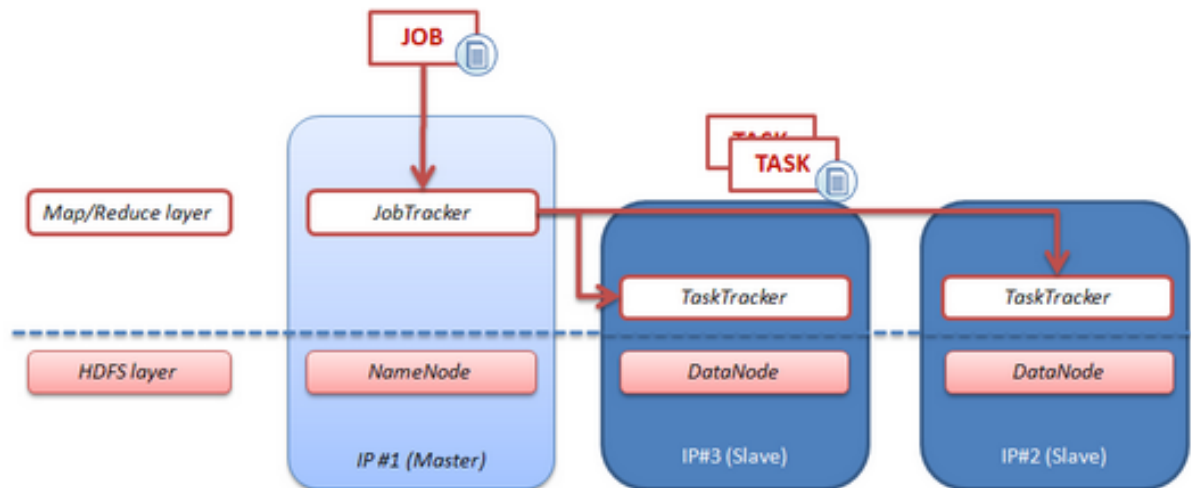 JOB
TASK
TASK
Map/Reduce layer
JobTracker
TaskTracker
TaskTracker
HDFS layer
NameNode
DataNode
DataNode
IP #1 (Master)
IP#3 (Slave)
IP#2 (Slave)